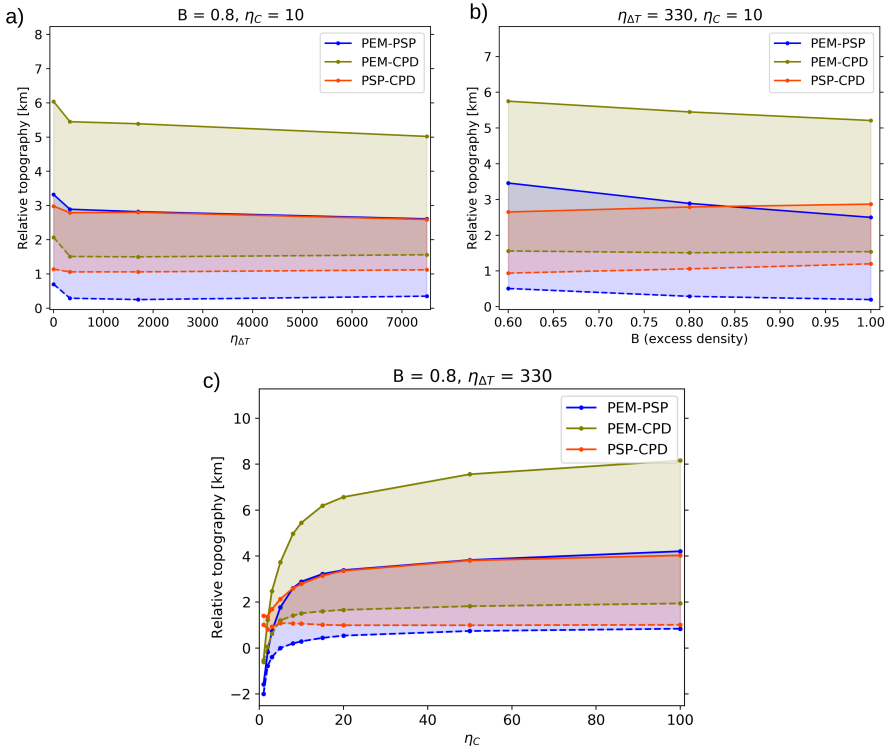 a)
B = 0.8, η_C = 10
Relative topography [km]
8
7
6
5
4
3
2
1
0
PEM-PSP
PEM-CPD
PSP-CPD
0 1000 2000 3000 4000 5000 6000 7000
η_ΔT
b)
η_ΔT = 330, η_C = 10
Relative topography [km]
7
6
5
4
3
2
1
0
PEM-PSP
PEM-CPD
PSP-CPD
0.60 0.65 0.70 0.75 0.80 0.85 0.90 0.95 1.00
B (excess density)
c)
B = 0.8, η_ΔT = 330
Relative topography [km]
10
8
6
4
2
0
−2
PEM-PSP
PEM-CPD
PSP-CPD
0 20 40 60 80 100
η_C